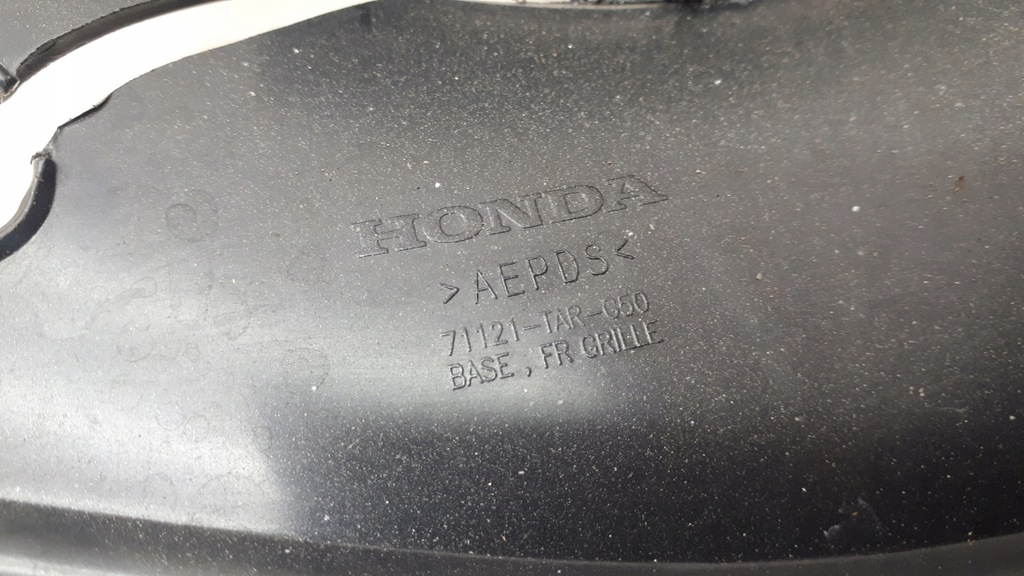 HONDA
>AEPDS<
71121-TAR-G50
BASE , FR GRILLE